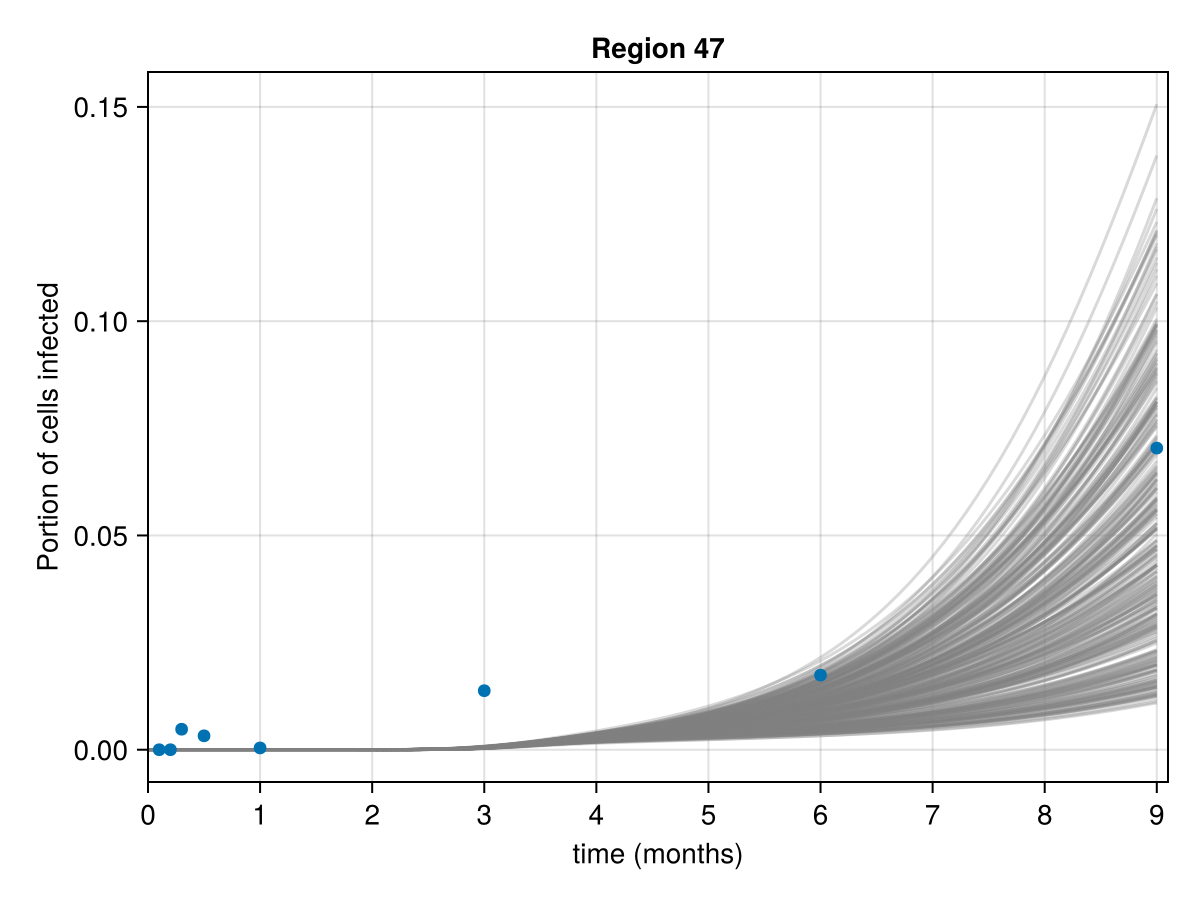 Region 47
Portion of cells infected
0.15
0.10
0.05
0.00
0 1 2 3 4 5 6 7 8 9
time (months)